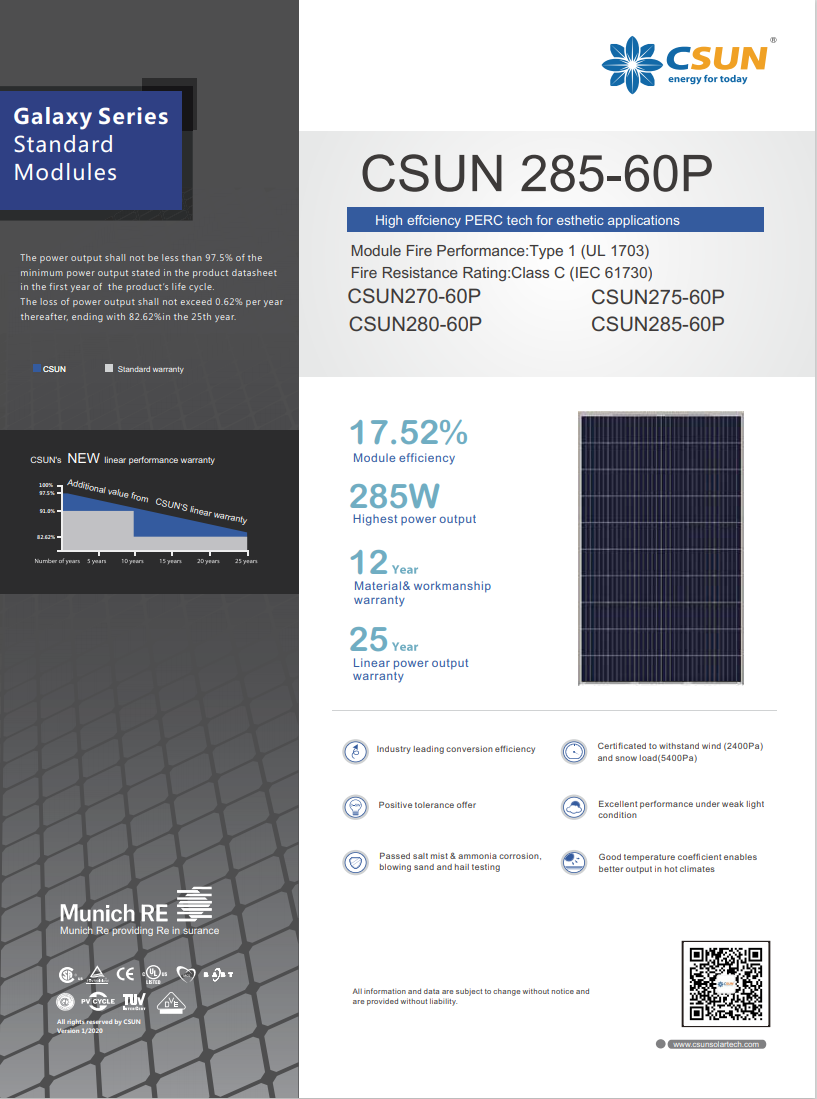 Galaxy Series
Standard
Modlules
The power output shall not be less than 97.5% of the
minimum power output stated in the product datasheet
in the first year of the product's life cycle.
The loss of power output shall not exceed 0.62% per year
thereafter, ending with 82.62%in the 25th year.
CSUN
Standard warranty
CSUN's NEW linear performance warranty
Additional value from CSUN'S linear warranty
100%
97.5%
91.0%
82.62%
Number of years 5 years 10 years 15 years 20 years 25 years
Munich RE
Munich Re providing Re in surance
CE
UL
LISTED
PV CYCLE
TÜV
DVE
All rights reserved by CSUN
Version 1/2020
CSUN®
energy for today
CSUN 285-60P
High effciency PERC tech for esthetic applications
Module Fire Performance:Type 1 (UL 1703)
Fire Resistance Rating:Class C (IEC 61730)
CSUN270-60P CSUN275-60P
CSUN280-60P CSUN285-60P
17.52%
Module efficiency
285W
Highest power output
12 Year
Material& workmanship
warranty
25 Year
Linear power output
warranty
Industry leading conversion efficiency
Certificated to withstand wind (2400Pa)
and snow load(5400Pa)
Positive tolerance offer
Excellent performance under weak light
condition
Passed salt mist & ammonia corrosion,
blowing sand and hail testing
Good temperature coefficient enables
better output in hot climates
All information and data are subject to change without notice and
are provided without liability.
www.csunsolartech.com